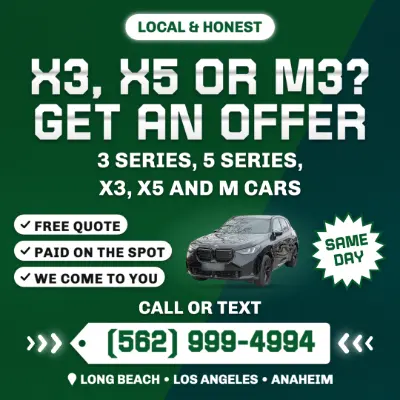 LOCAL & HONEST
X3, X5 OR M3?
GET AN OFFER
3 SERIES, 5 SERIES,
X3, X5 AND M CARS
FREE QUOTE
PAID ON THE SPOT
WE COME TO YOU
SAME
DAY
CALL OR TEXT
(562) 999-4994
LONG BEACH • LOS ANGELES • ANAHEIM